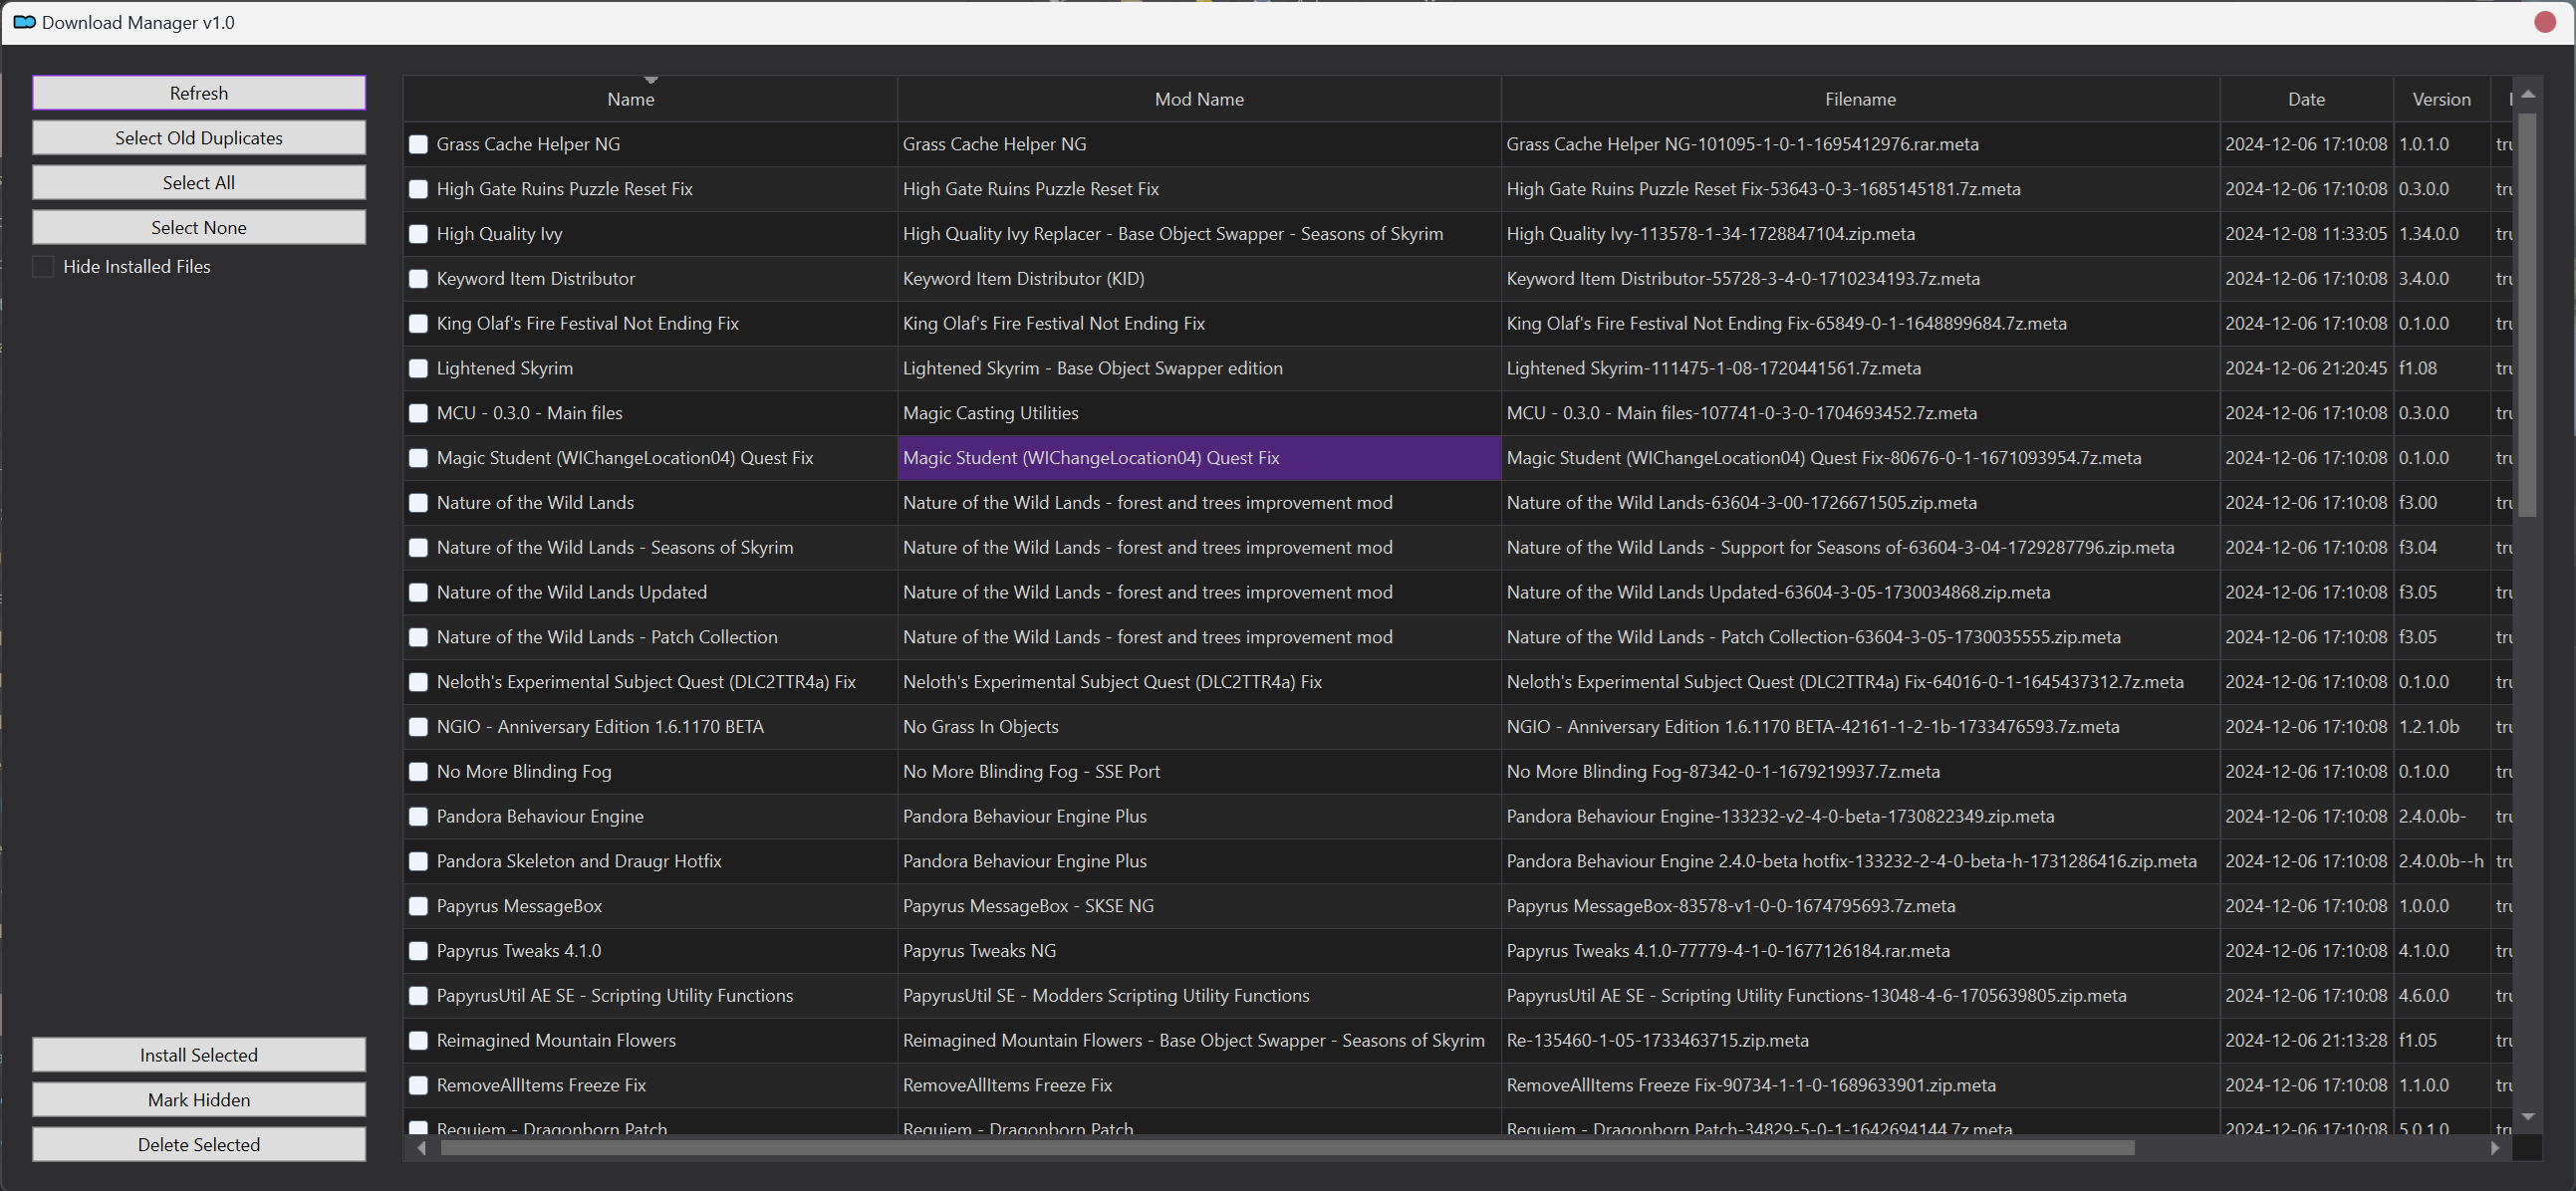 Download Manager v1.0
Refresh
Select Old Duplicates
Select All
Select None
Hide Installed Files
Install Selected
Mark Hidden
Delete Selected
Name Mod Name Filename Date Version
Grass Cache Helper NG Grass Cache Helper NG Grass Cache Helper NG-101095-1-0-1-1695412976.rar.meta 2024-12-06 17:10:08 1.0.1.0 tru
High Gate Ruins Puzzle Reset Fix High Gate Ruins Puzzle Reset Fix High Gate Ruins Puzzle Reset Fix-53643-0-3-1685145181.7z.meta 2024-12-06 17:10:08 0.3.0.0 tru
High Quality Ivy High Quality Ivy Replacer - Base Object Swapper - Seasons of Skyrim High Quality Ivy-113578-1-34-1728847104.zip.meta 2024-12-08 11:33:05 1.34.0.0 tru
Keyword Item Distributor Keyword Item Distributor (KID) Keyword Item Distributor-55728-3-4-0-1710234193.7z.meta 2024-12-06 17:10:08 3.4.0.0 tru
King Olaf's Fire Festival Not Ending Fix King Olaf's Fire Festival Not Ending Fix King Olaf's Fire Festival Not Ending Fix-65849-0-1-1648899684.7z.meta 2024-12-06 17:10:08 0.1.0.0 tru
Lightened Skyrim Lightened Skyrim - Base Object Swapper edition Lightened Skyrim-111475-1-08-1720441561.7z.meta 2024-12-06 21:20:45 f1.08 tru
MCU - 0.3.0 - Main files Magic Casting Utilities MCU - 0.3.0 - Main files-107741-0-3-0-1704693452.7z.meta 2024-12-06 17:10:08 0.3.0.0 tru
Magic Student (WIChangeLocation04) Quest Fix Magic Student (WIChangeLocation04) Quest Fix Magic Student (WIChangeLocation04) Quest Fix-80676-0-1-1671093954.7z.meta 2024-12-06 17:10:08 0.1.0.0 tru
Nature of the Wild Lands Nature of the Wild Lands - forest and trees improvement mod Nature of the Wild Lands-63604-3-00-1726671505.zip.meta 2024-12-06 17:10:08 f3.00 tru
Nature of the Wild Lands - Seasons of Skyrim Nature of the Wild Lands - forest and trees improvement mod Nature of the Wild Lands - Support for Seasons of-63604-3-04-1729287796.zip.meta 2024-12-06 17:10:08 f3.04 tru
Nature of the Wild Lands Updated Nature of the Wild Lands - forest and trees improvement mod Nature of the Wild Lands Updated-63604-3-05-1730034868.zip.meta 2024-12-06 17:10:08 f3.05 tru
Nature of the Wild Lands - Patch Collection Nature of the Wild Lands - forest and trees improvement mod Nature of the Wild Lands - Patch Collection-63604-3-05-1730035555.zip.meta 2024-12-06 17:10:08 f3.05 tru
Neloth's Experimental Subject Quest (DLC2TTR4a) Fix Neloth's Experimental Subject Quest (DLC2TTR4a) Fix Neloth's Experimental Subject Quest (DLC2TTR4a) Fix-64016-0-1-1645437312.7z.meta 2024-12-06 17:10:08 0.1.0.0 tru
NGIO - Anniversary Edition 1.6.1170 BETA No Grass In Objects NGIO - Anniversary Edition 1.6.1170 BETA-42161-1-2-1b-1733476593.7z.meta 2024-12-06 17:10:08 1.2.1.0b tru
No More Blinding Fog No More Blinding Fog - SSE Port No More Blinding Fog-87342-0-1-1679219937.7z.meta 2024-12-06 17:10:08 0.1.0.0 tru
Pandora Behaviour Engine Pandora Behaviour Engine Plus Pandora Behaviour Engine-133232-v2-4-0-beta-1730822349.zip.meta 2024-12-06 17:10:08 2.4.0.0b- tru
Pandora Skeleton and Draugr Hotfix Pandora Behaviour Engine Plus Pandora Behaviour Engine 2.4.0-beta hotfix-133232-2-4-0-beta-h-1731286416.zip.meta 2024-12-06 17:10:08 2.4.0.0b--h tru
Papyrus MessageBox Papyrus MessageBox - SKSE NG Papyrus MessageBox-83578-v1-0-0-1674795693.7z.meta 2024-12-06 17:10:08 1.0.0.0 tru
Papyrus Tweaks 4.1.0 Papyrus Tweaks NG Papyrus Tweaks 4.1.0-77779-4-1-0-1677126184.rar.meta 2024-12-06 17:10:08 4.1.0.0 tru
PapyrusUtil AE SE - Scripting Utility Functions PapyrusUtil SE - Modders Scripting Utility Functions PapyrusUtil AE SE - Scripting Utility Functions-13048-4-6-1705639805.zip.meta 2024-12-06 17:10:08 4.6.0.0 tru
Reimagined Mountain Flowers Reimagined Mountain Flowers - Base Object Swapper - Seasons of Skyrim Re-135460-1-05-1733463715.zip.meta 2024-12-06 21:13:28 f1.05 tru
RemoveAllItems Freeze Fix RemoveAllItems Freeze Fix RemoveAllItems Freeze Fix-90734-1-1-0-1689633901.zip.meta 2024-12-06 17:10:08 1.1.0.0 tru
Requiem - Dragonborn Patch Requiem - Dragonborn Patch Requiem - Dragonborn Patch-34829-5-0-1-1642694144.7z.meta 2024-12-06 17:10:08 5.0.1.0 tru